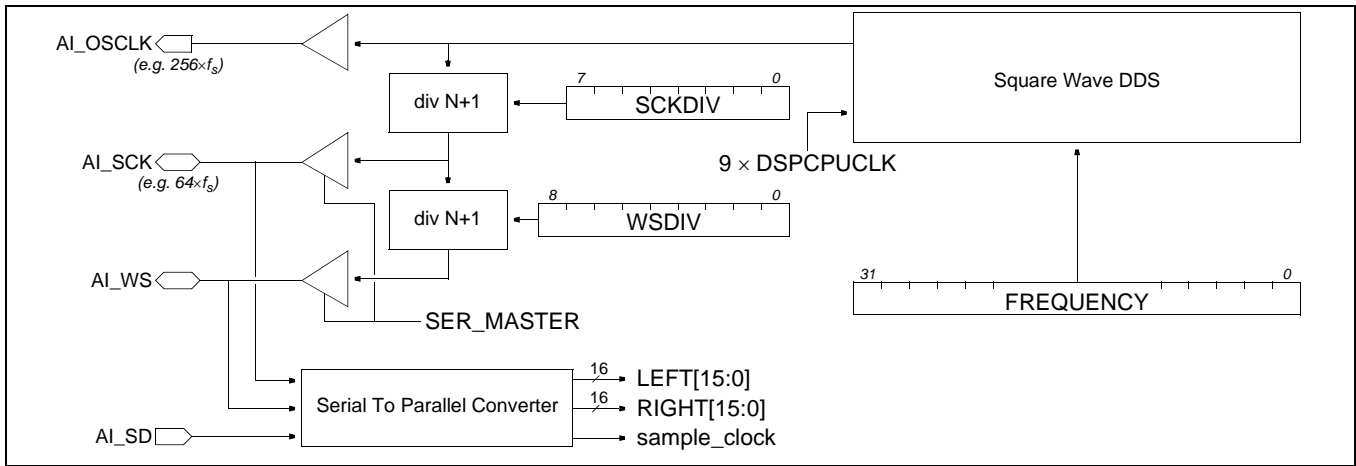 AI_OSCLK
(e.g. 256×fs)
div N+1
7 0
SCKDIV
Square Wave DDS
9 × DSPCPUCLK
AI_SCK
(e.g. 64×fs)
div N+1
8 0
WSDIV
AI_WS
SER_MASTER
31 0
FREQUENCY
Serial To Parallel Converter
16
LEFT[15:0]
16
RIGHT[15:0]
sample_clock
AI_SD